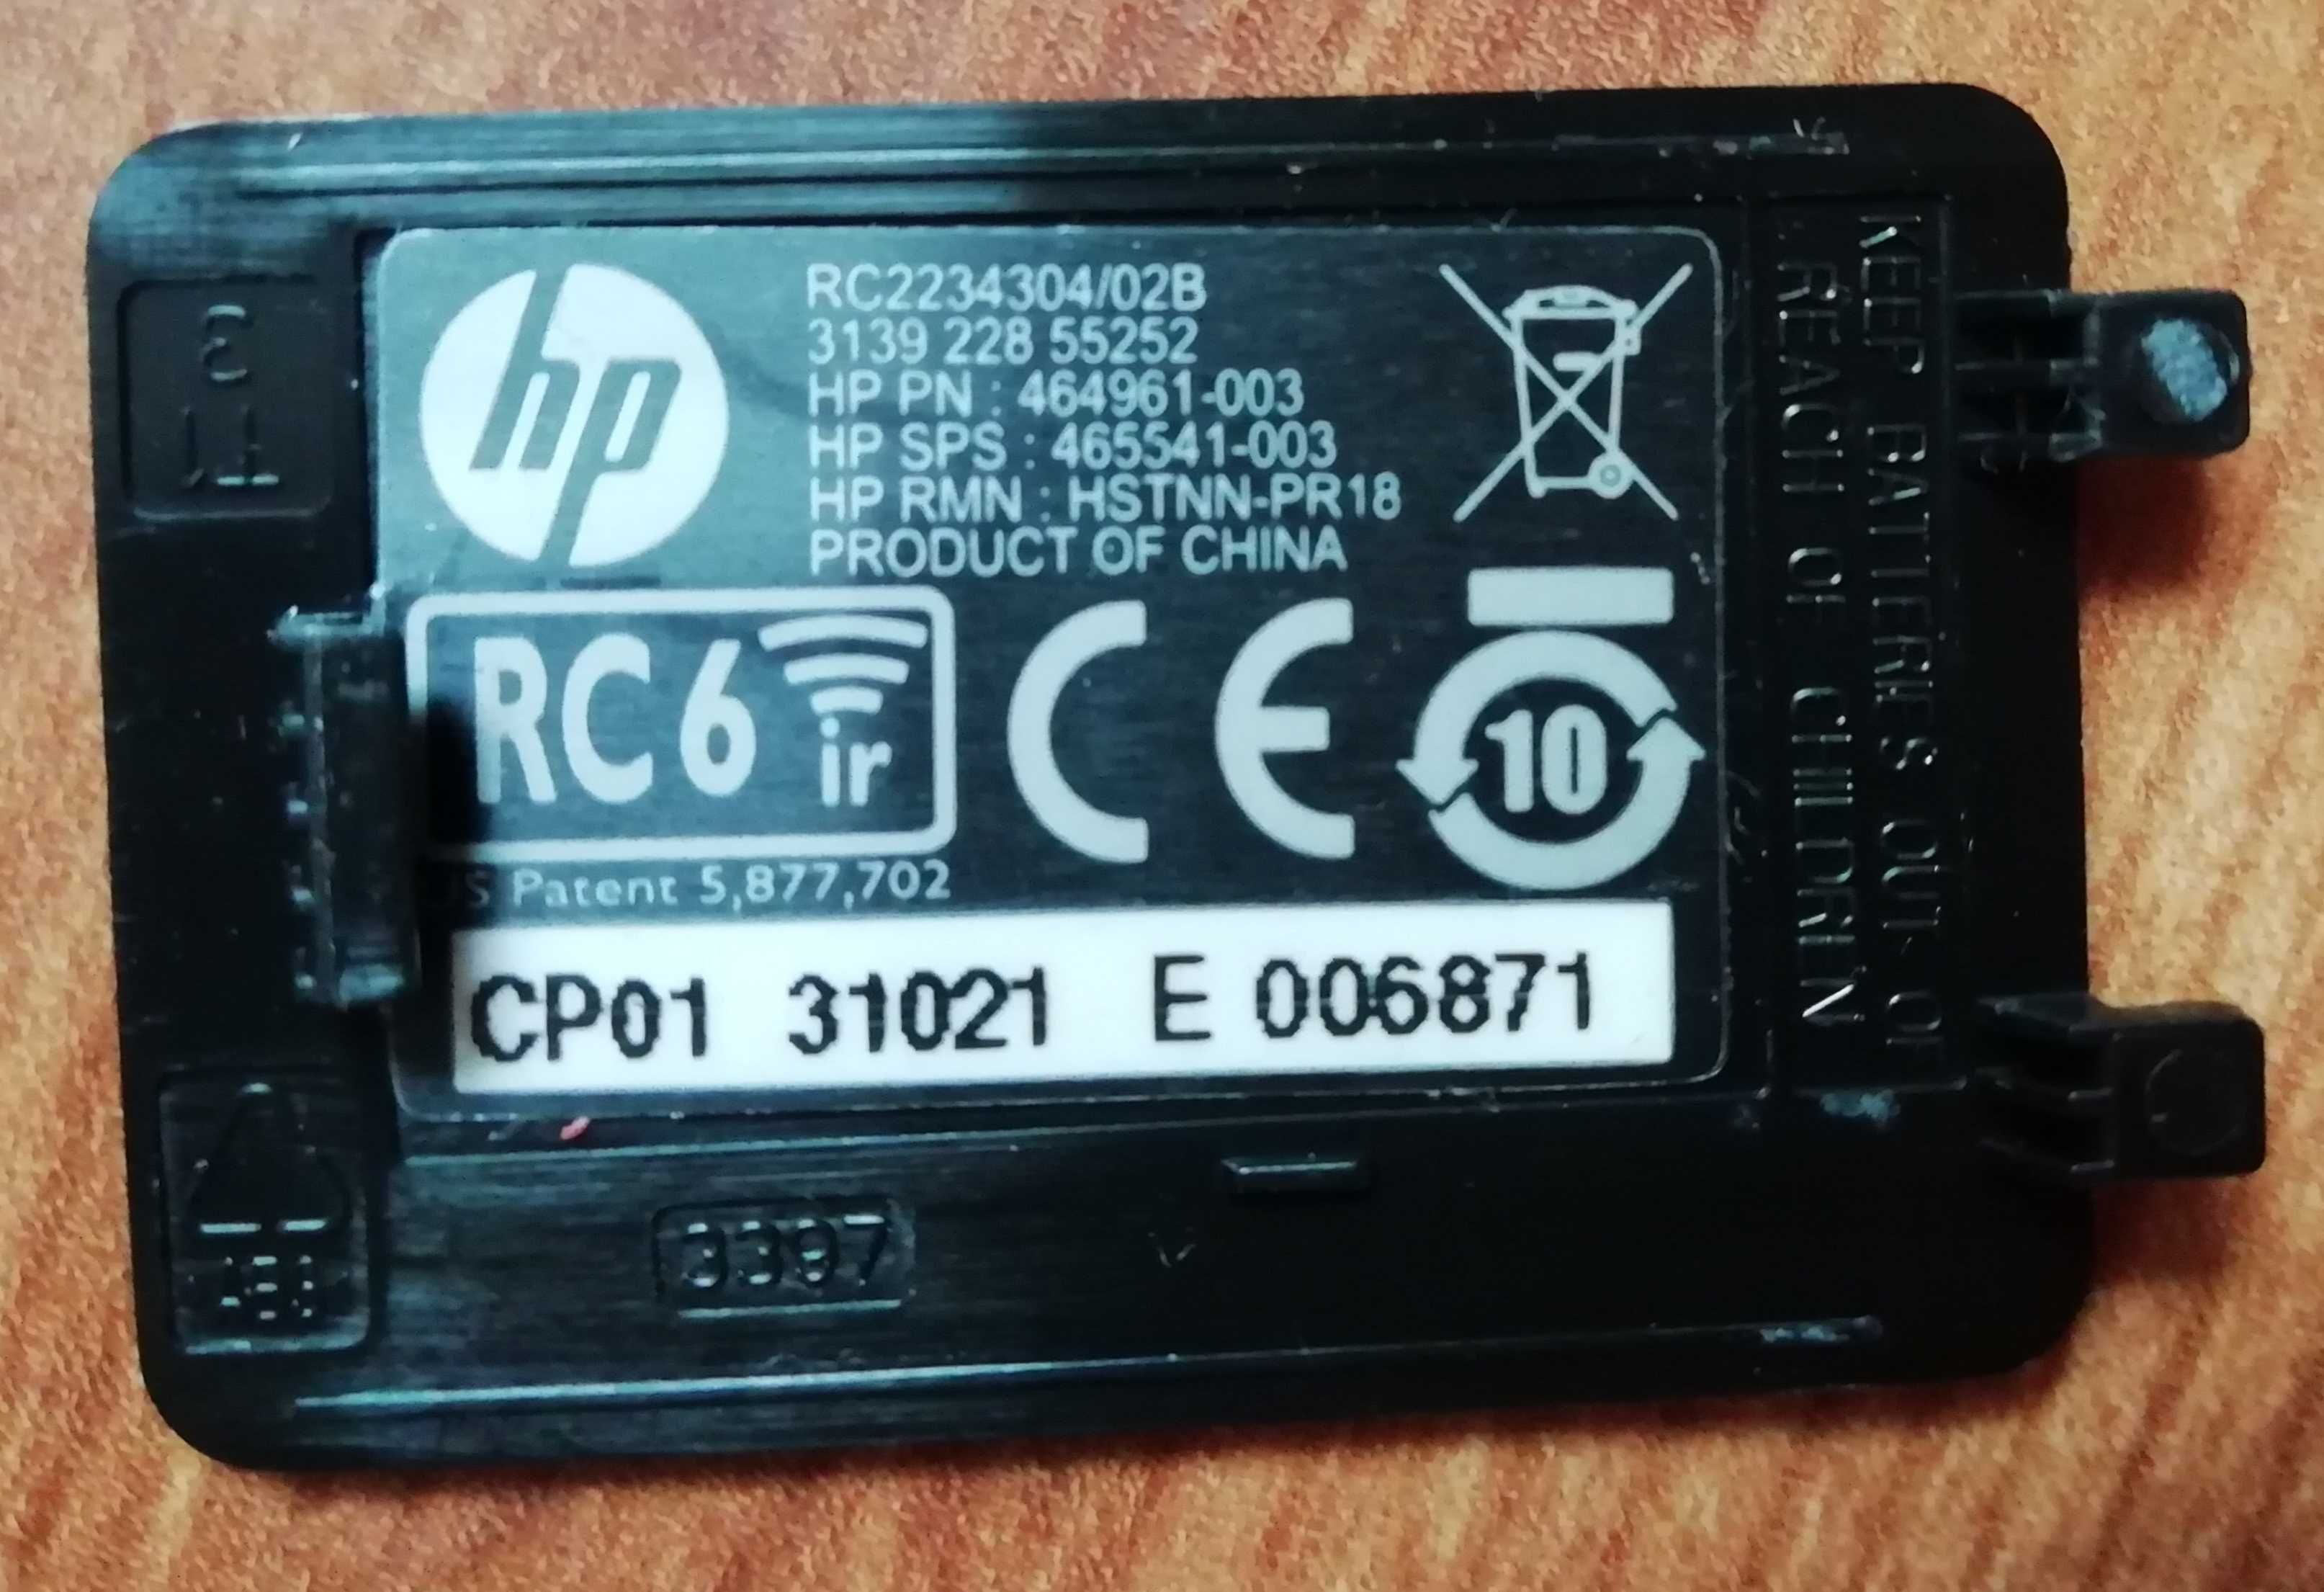 hp
RC2234304/02B
3139 228 55252
HP PN : 464961-003
HP SPS : 465541-003
HP RMN : HSTNN-PR18
PRODUCT OF CHINA
RC6 ir
10
US Patent 5,877,702
CP01 31021 E 006871
KEEP BATTERIES OUT-OF
REACH OF CHILDREN
3397